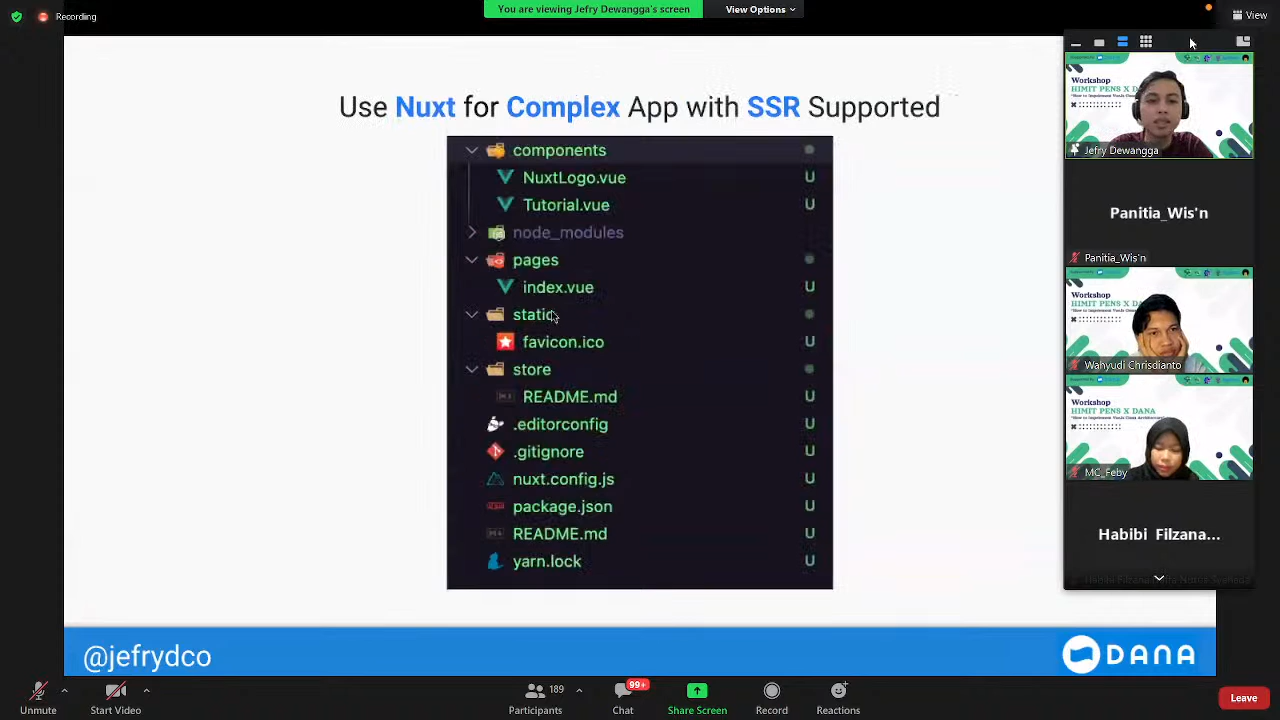 You are viewing Jefry Dewangga's screen
View Options
Recording
View
Use Nuxt for Complex App with SSR Supported
components
NuxtLogo.vue U
Tutorial.vue U
node_modules
pages
index.vue U
static
favicon.ico U
store
README.md U
.editorconfig U
.gitignore U
nuxt.config.js U
package.json U
README.md U
yarn.lock U
@jefrydco
DANA
Workshop
Jefry Dewangga
Panitia_Wis'n
Panitia_Wis'n
Workshop
HIMIT PENS X DANA
Wahyudi Chrisdianto
Workshop
HIMIT PENS X DANA
MC_Feby
Habibi Filzana...
Unmute
Start Video
189
Participants
99+
Chat
Share Screen
Record
Reactions
Leave